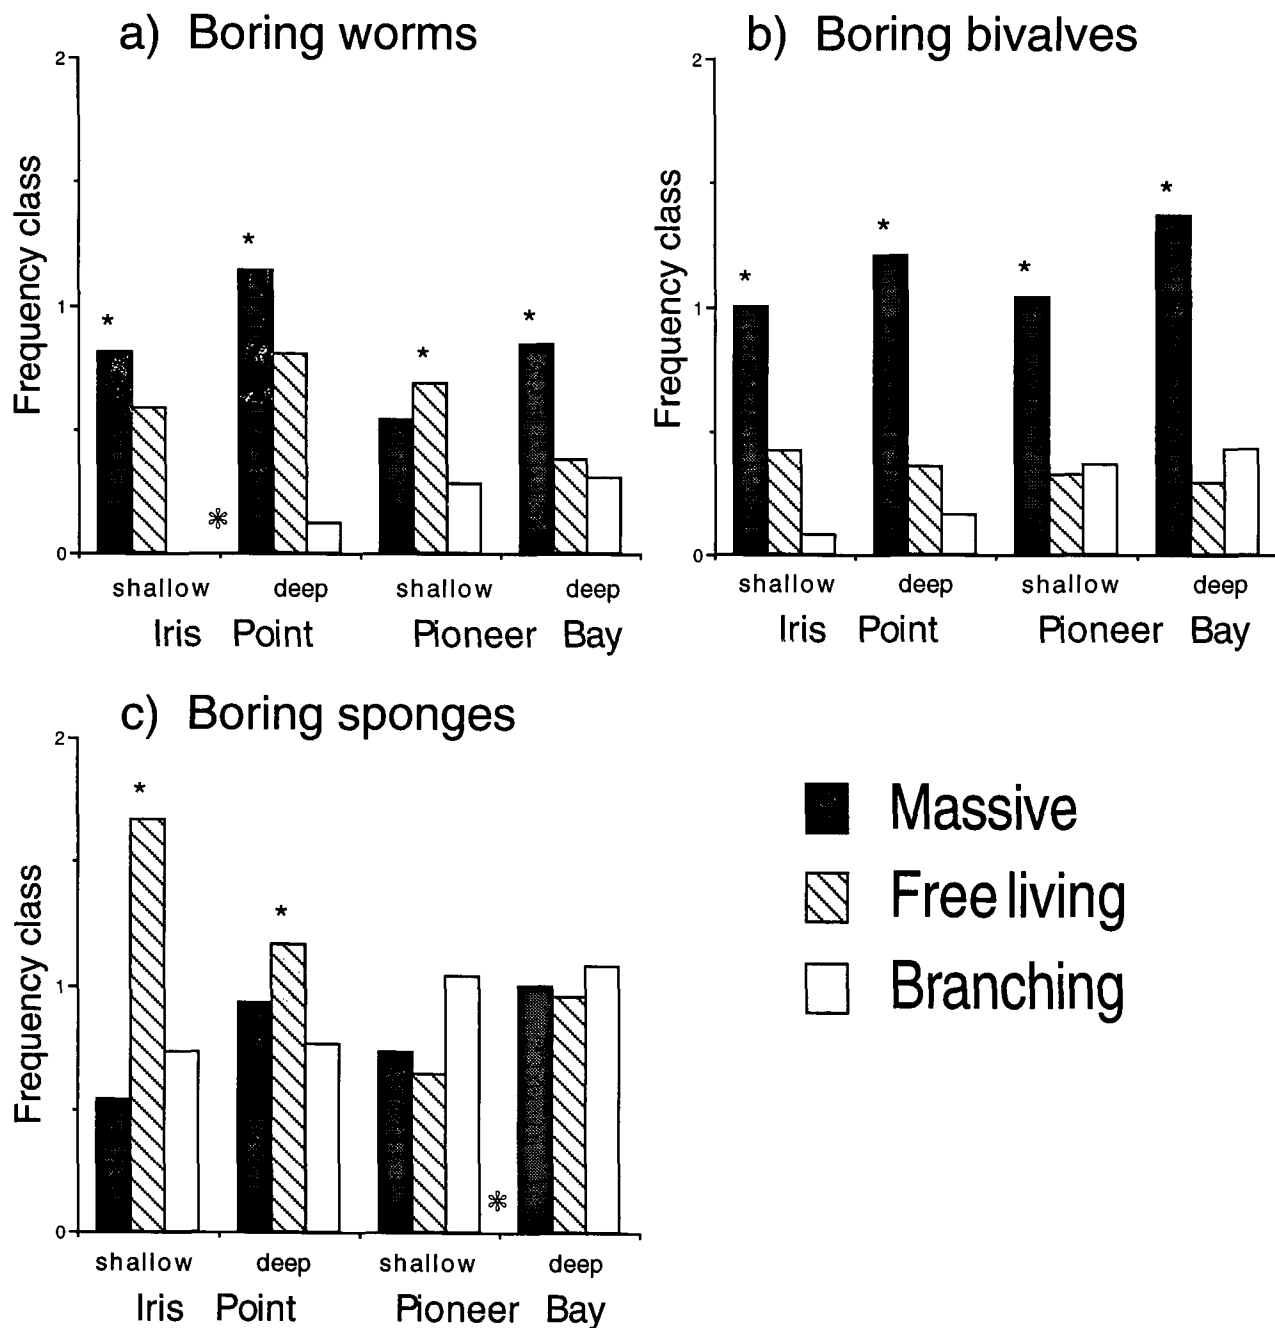 a) Boring worms
2
1
0
Frequency class
*
*
*
*
*
shallow deep shallow deep
Iris Point Pioneer Bay
b) Boring bivalves
2
1
0
Frequency class
*
*
*
*
shallow deep shallow deep
Iris Point Pioneer Bay
c) Boring sponges
2
1
0
Frequency class
*
*
*
shallow deep shallow deep
Iris Point Pioneer Bay
Massive
Free living
Branching